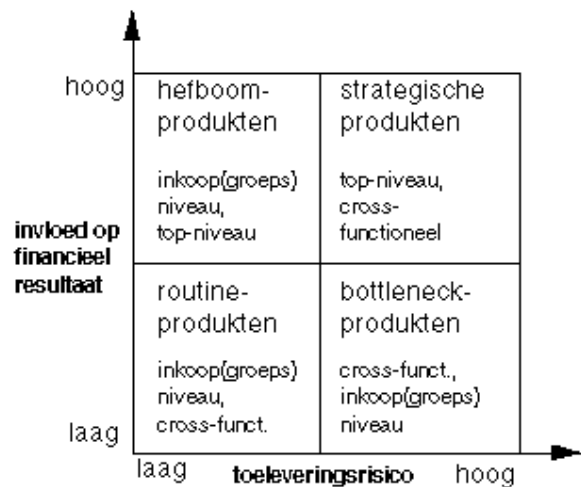 hoog
hefboom-
produkten
inkoop(groeps)
niveau,
top-niveau
strategische
produkten
top-niveau,
cross-
functioneel
invloed op
financieel
resultaat
routine-
produkten
inkoop(groeps)
niveau,
cross-funct.
bottleneck-
produkten
cross-funct.,
inkoop(groeps)
niveau
laag
laag toeleveringsrisico hoog